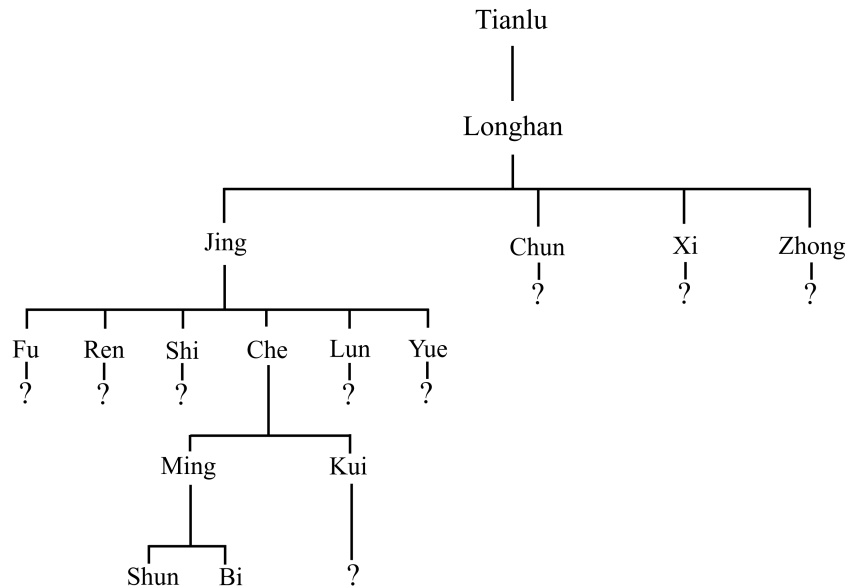 Tianlu
Longhan
Jing Chun Xi Zhong
? ? ?
Fu Ren Shi Che Lun Yue
? ? ? ? ?
Ming Kui
Shun Bi ?